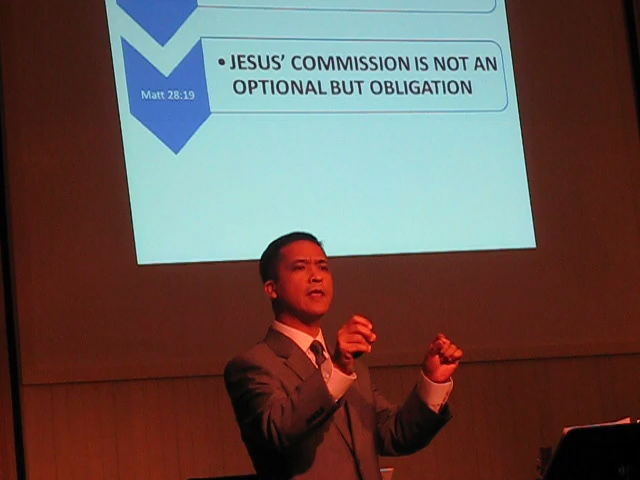 Matt 28:19
• JESUS' COMMISSION IS NOT AN
OPTIONAL BUT OBLIGATION